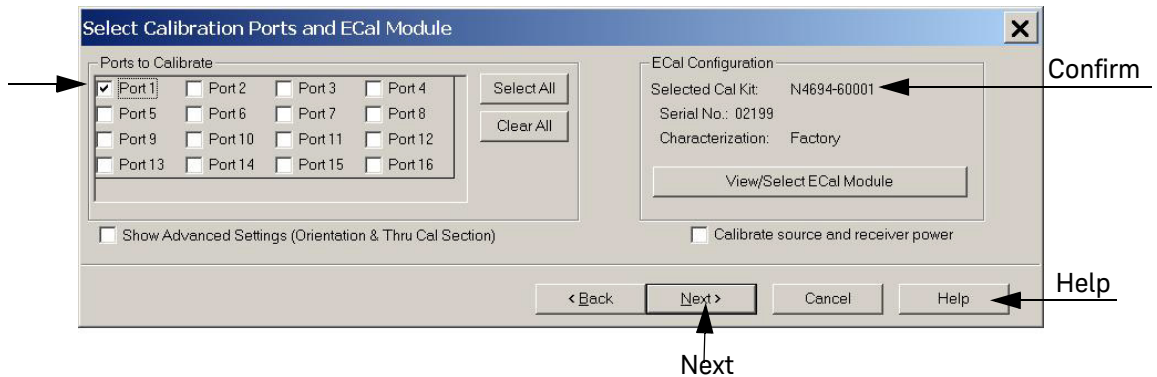 Select Calibration Ports and ECal Module
Ports to Calibrate
Port 1 Port 2 Port 3 Port 4
Port 5 Port 6 Port 7 Port 8
Port 9 Port 10 Port 11 Port 12
Port 13 Port 14 Port 15 Port 16
Select All
Clear All
ECal Configuration
Selected Cal Kit: N4694-60001
Serial No.: 02199
Characterization: Factory
View/Select ECal Module
Confirm
Show Advanced Settings (Orientation & Thru Cal Section)
Calibrate source and receiver power
< Back Next > Cancel Help
Help
Next